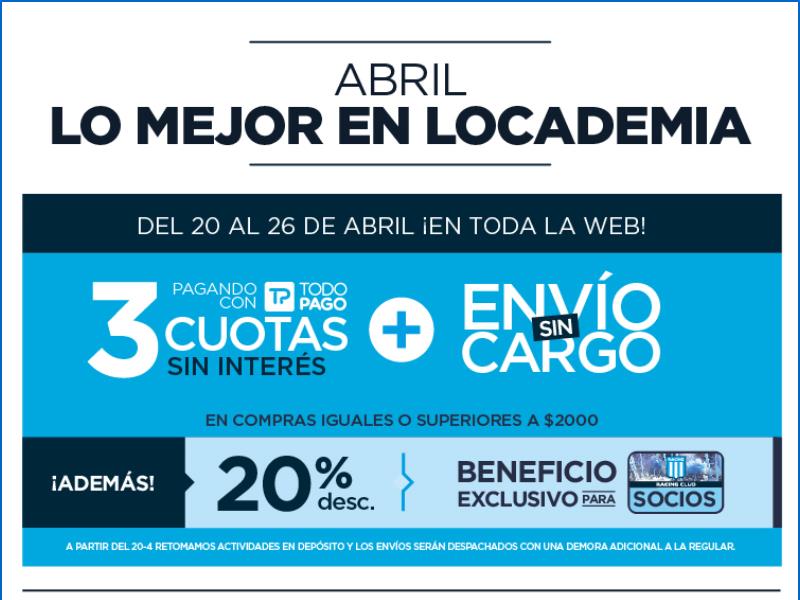 ABRIL
LO MEJOR EN LOCADEMIA
DEL 20 AL 26 DE ABRIL ¡EN TODA LA WEB!
3 PAGANDO CON TP TODO PAGO
CUOTAS
SIN INTERÉS
+
ENVÍO
SIN
CARGO
EN COMPRAS IGUALES O SUPERIORES A $2000
¡ADEMÁS!
20% desc.
BENEFICIO
EXCLUSIVO PARA
RACING CLUB
SOCIOS
A PARTIR DEL 20-4 RETOMAMOS ACTIVIDADES EN DEPÓSITO Y LOS ENVÍOS SERÁN DESPACHADOS CON UNA DEMORA ADICIONAL A LA REGULAR.